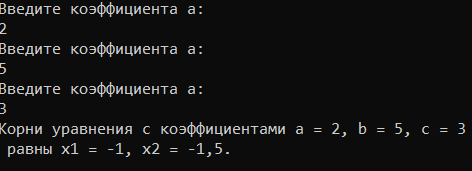 Введите коэффициента a:
2
Введите коэффициента a:
5
Введите коэффициента a:
3
Корни уравнения с коэффициентами a = 2, b = 5, c = 3
равны x1 = -1, x2 = -1,5.